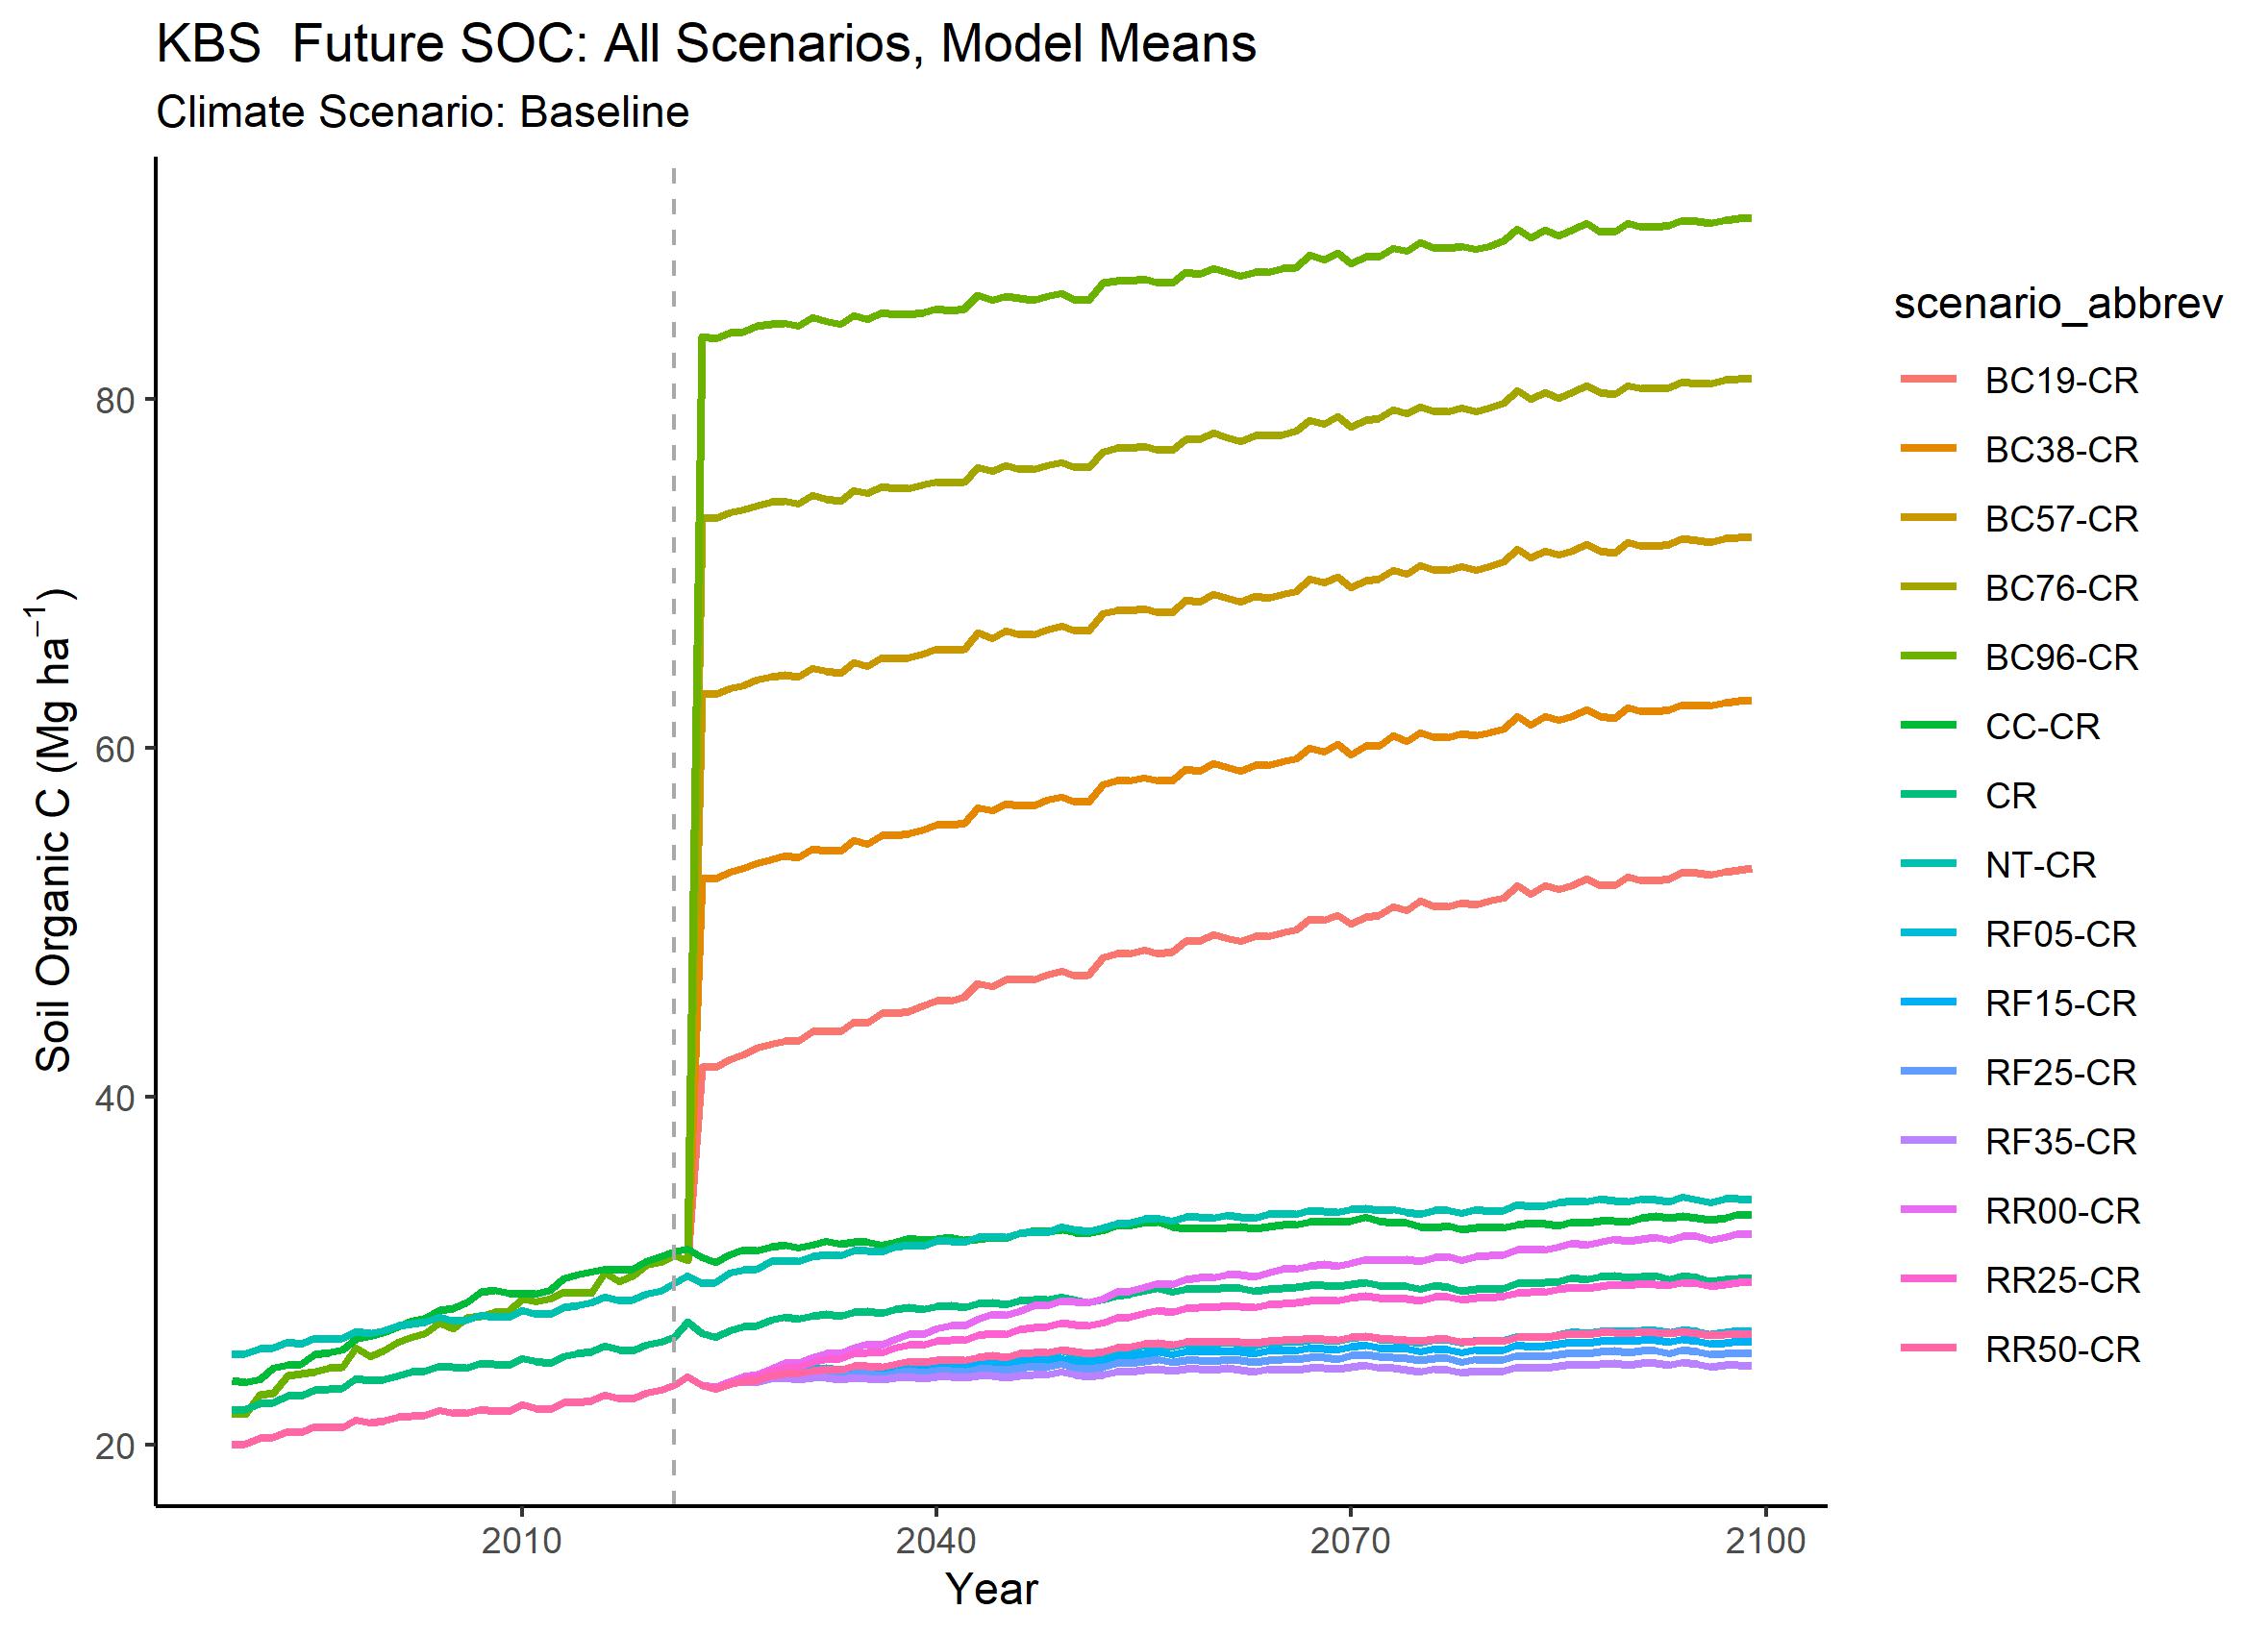 KBS  Future SOC: All Scenarios, Model Means
Climate Scenario: Baseline
Soil Organic C (Mg ha⁻¹)
80
60
40
20
2010
2040
2070
2100
Year
scenario_abbrev
BC19-CR
BC38-CR
BC57-CR
BC76-CR
BC96-CR
CC-CR
CR
NT-CR
RF05-CR
RF15-CR
RF25-CR
RF35-CR
RR00-CR
RR25-CR
RR50-CR